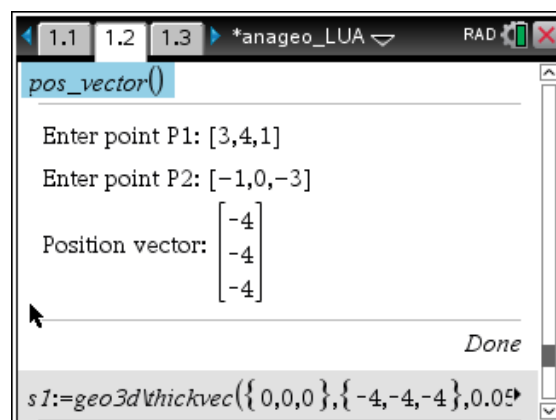 1.1 1.2 1.3 *anageo_LUA RAD
pos_vector()
Enter point P1: [3,4,1]
Enter point P2: [−1,0,−3]
Position vector: [−4
−4
−4]
Done
s1:=geo3d\thickvec({0,0,0},{−4,−4,−4},0.05